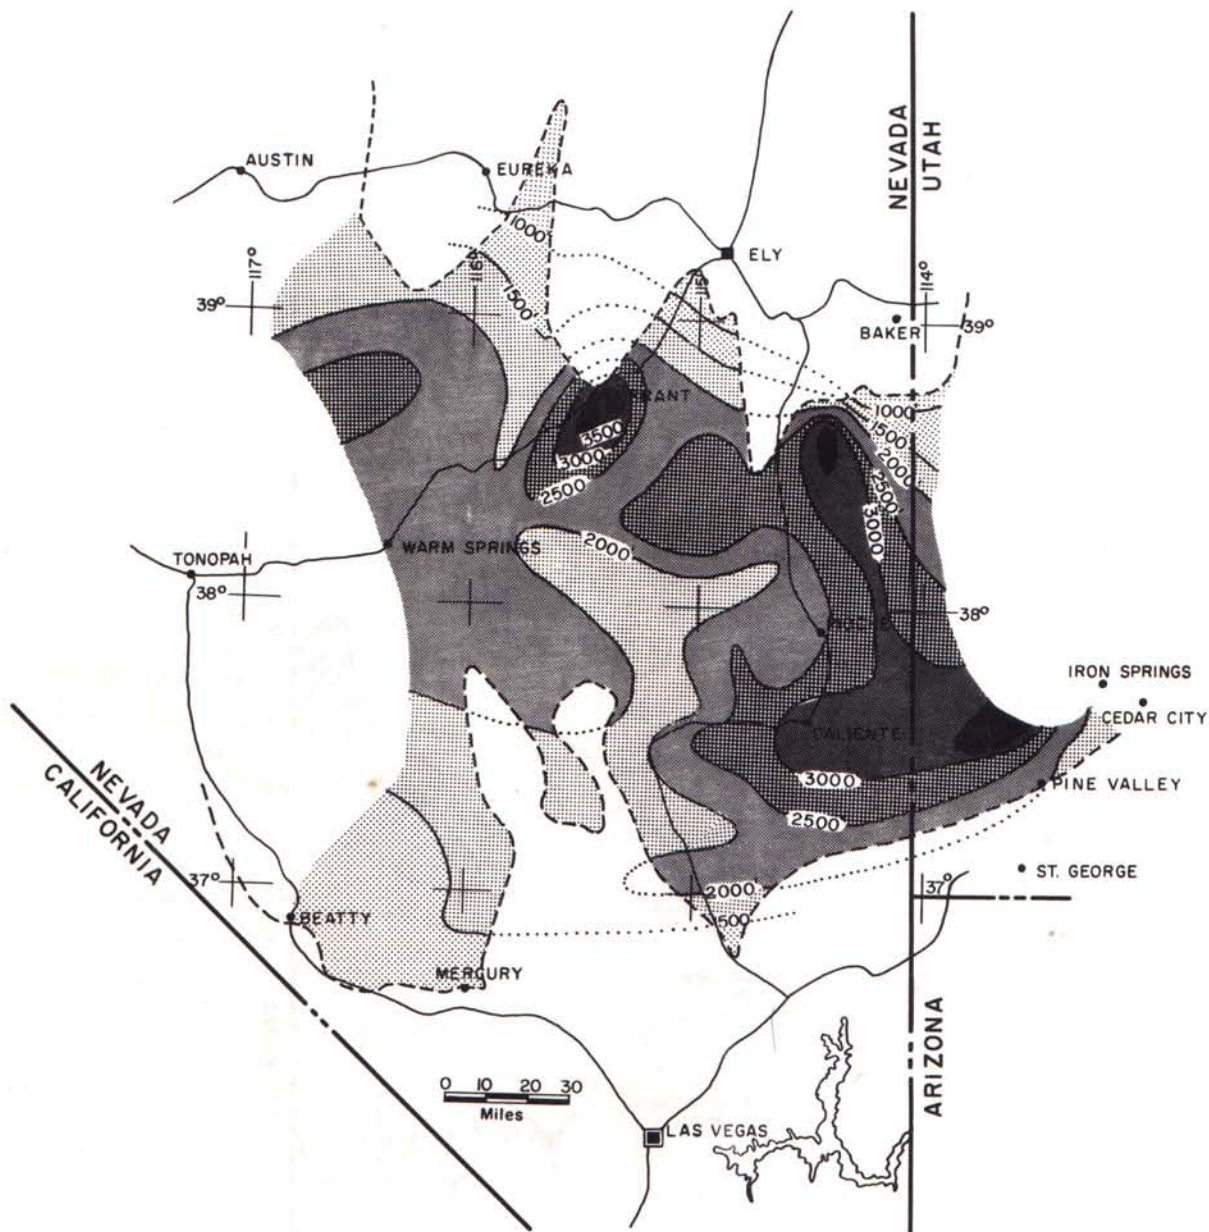 AUSTIN
EUREKA
NEVADA
UTAH
1000'
117°
116°
ELY
115°
114°
39°
1500'
39°
BAKER
RRANT
1000
3500
1500
3000
2000
2500
2500'
3000
2000'
WARM SPRINGS
TONOPAH
38°
38°
IRON SPRINGS
CEDAR CITY
CALIENTE
NEVADA
CALIFORNIA
3000
PINE VALLEY
2500
37°
2000'
37°
ST. GEORGE
500'
BEATTY
MERCURY
ARIZONA
0 10 20 30
Miles
LAS VEGAS